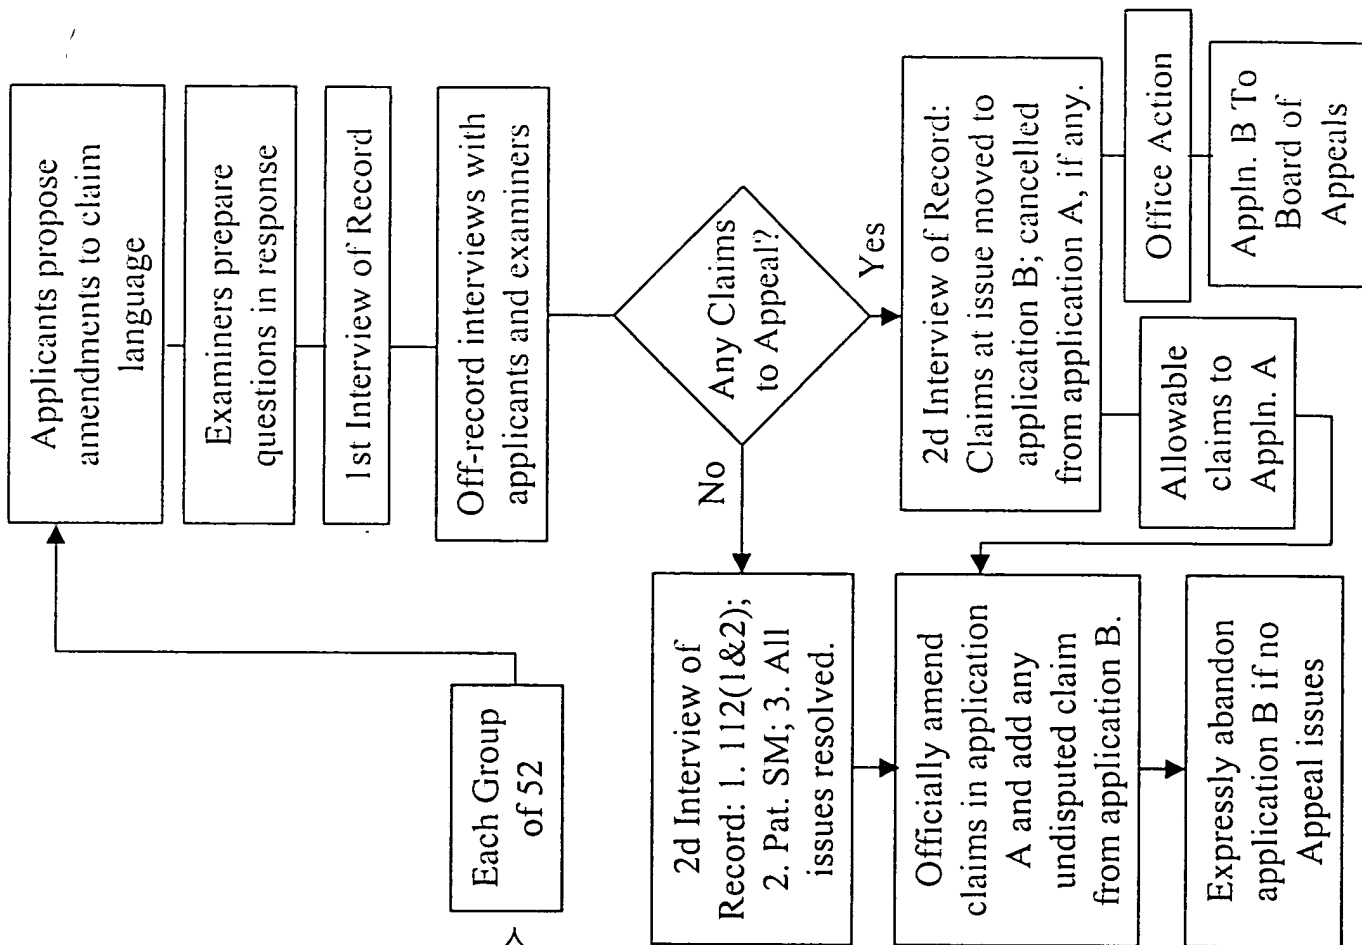 Each Group
of 52
Applicants propose
amendments to claim
language
Examiners prepare
questions in response
1st Interview of Record
Off-record interviews with
applicants and examiners
Any Claims
to Appeal?
No
Yes
2d Interview of
Record: 1. 112(1&2);
2. Pat. SM; 3. All
issues resolved.
2d Interview of Record:
Claims at issue moved to
application B; cancelled
from application A, if any.
Officially amend
claims in application
A and add any
undisputed claim
from application B.
Allowable
claims to
Appln. A
Office Action
Expressly abandon
application B if no
Appeal issues
Appln. B To
Board of
Appeals